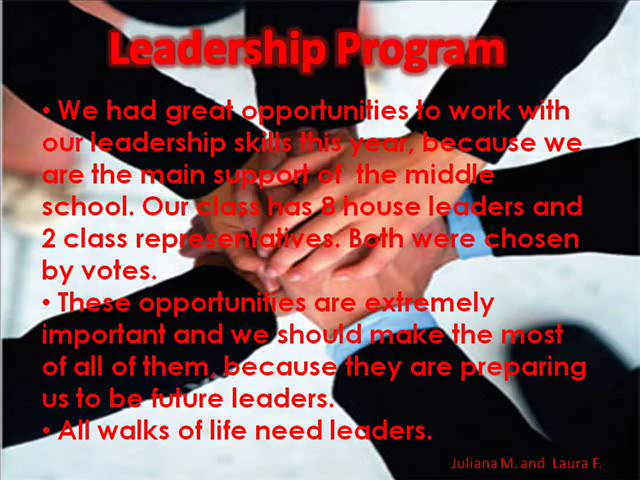 Leadership Program
• We had great opportunities to work with
our leadership skills this year, because we
are the main support of the middle
school. Our class has 8 house leaders and
2 class representatives. Both were chosen
by votes.
• These opportunities are extremely
important and we should make the most
of all of them, because they are preparing
us to be future leaders.
• All walks of life need leaders.
Juliana M. and Laura F.